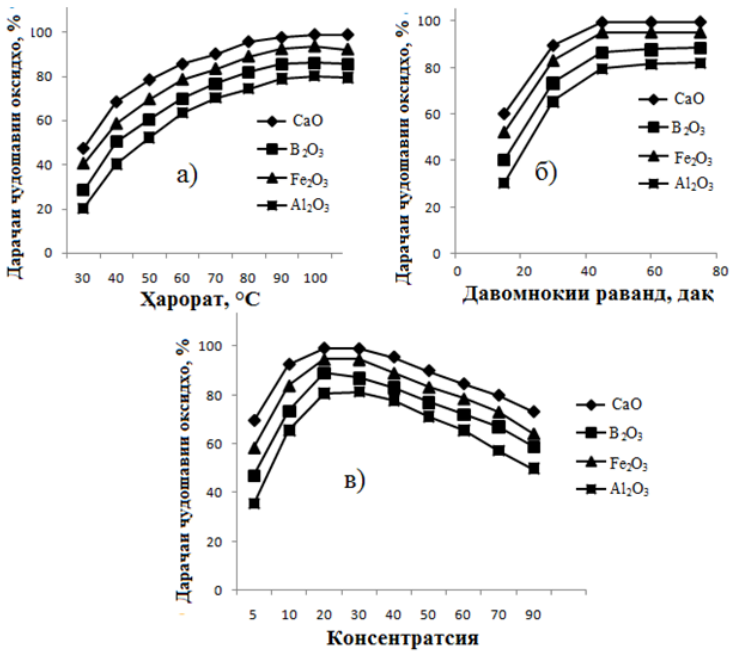 Дарачаи чудошавии оксидхо, %
100
80
60
40
20
0
30 40 50 60 70 80 90 100
Ҳарорат, °C
а)
CaO
B₂O₃
Fe₂O₃
Al₂O₃
Дарачаи чудошавии оксидхо, %
100
80
60
40
20
0
0 20 40 60 80
Давомнокии раванд, дақ
б)
CaO
B₂O₃
Fe₂O₃
Al₂O₃
Дарачаи чудошавии оксидхо, %
100
80
60
40
20
0
5 10 20 30 40 50 60 70 90
Консентратсия
в)
CaO
B₂O₃
Fe₂O₃
Al₂O₃